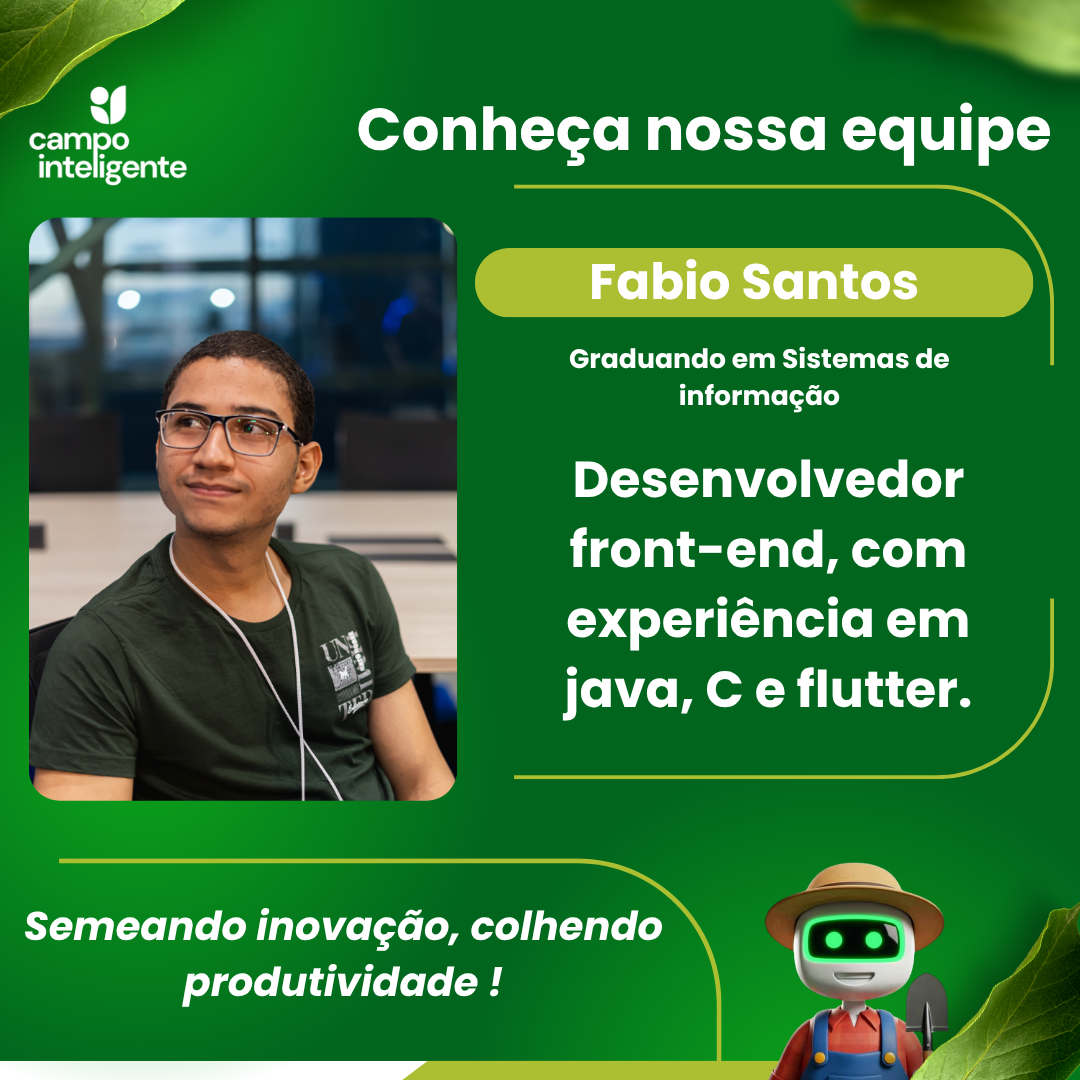 campo
inteligente
Conheça nossa equipe
Fabio Santos
Graduando em Sistemas de
informação
Desenvolvedor
front-end, com
experiência em
java, C e flutter.
Semeando inovação, colhendo
produtividade !